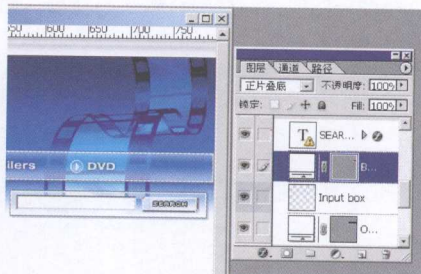 550 600 650 700 750
图层 通道 路径
正片叠底 不透明度: 100%
锁定: Fill: 100%
T SEAR...
B...
ilers DVD
SEARCH
Input box
O...